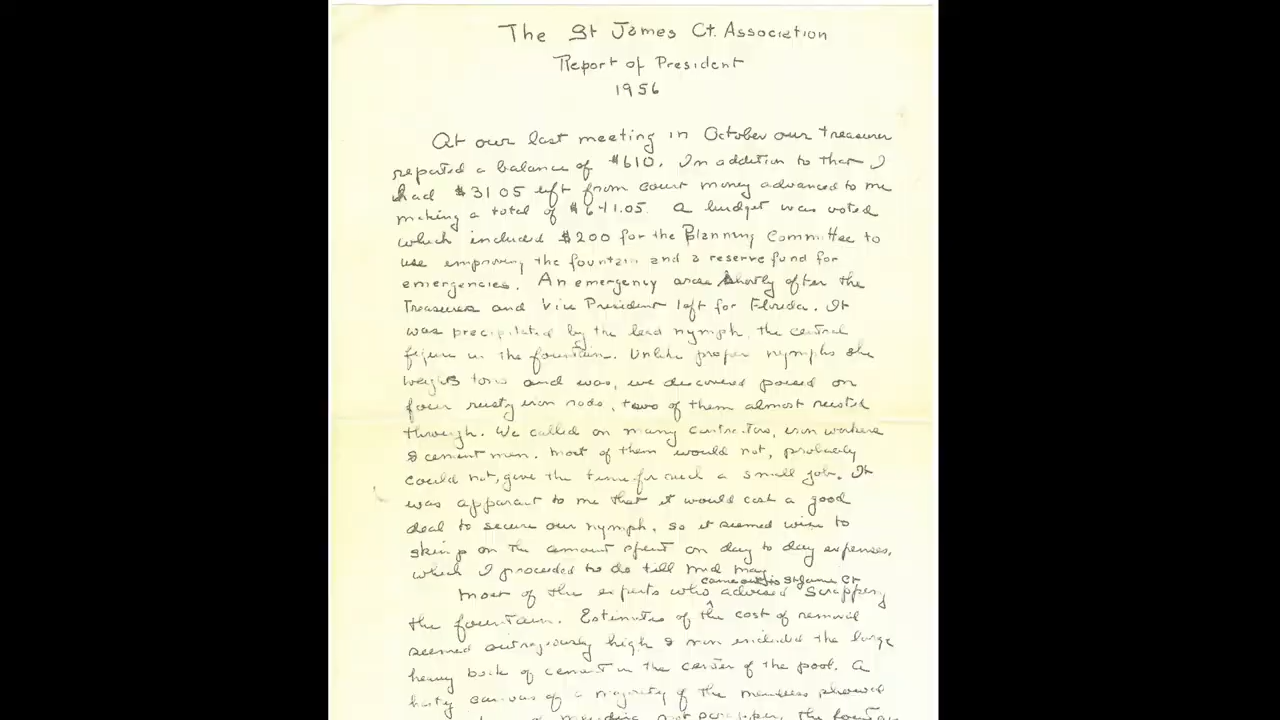 The St James Ct. Association
Report of President
1956
At our last meeting in October our treasurer
reported a balance of $610. In addition to that I
had $31 05 left from court money advanced to me
making a total of $641.05. A budget was voted
which included $200 for the Planning Committee to
use improving the fountain and a reserve fund for
emergencies. An emergency arose shortly after the
Treasurer and Vice President left for Florida. It
was precipitated by the lead nymph, the central
figure in the fountain. Unlike proper nymphs she
weighs tons and was, we discovered poised on
four rusty iron rods, two of them almost rusted
through. We called on many contractors, iron workers
& cement men. Most of them would not, probably
could not, give the time for such a small job. It
was apparant to me that it would cost a good
deal to secure our nymph, so it seemed wise to
skimp on the amount spent on day to day expenses,
which I proceeded to do till mid may
came out to St James Ct
Most of the experts who advised scrapping
the fountain. Estimates of the cost of removal
seemed outrageously high & non included the large
heavy block of cement in the center of the pool. A
hasty canvas of a majority of the members showed
mending, not the fountain